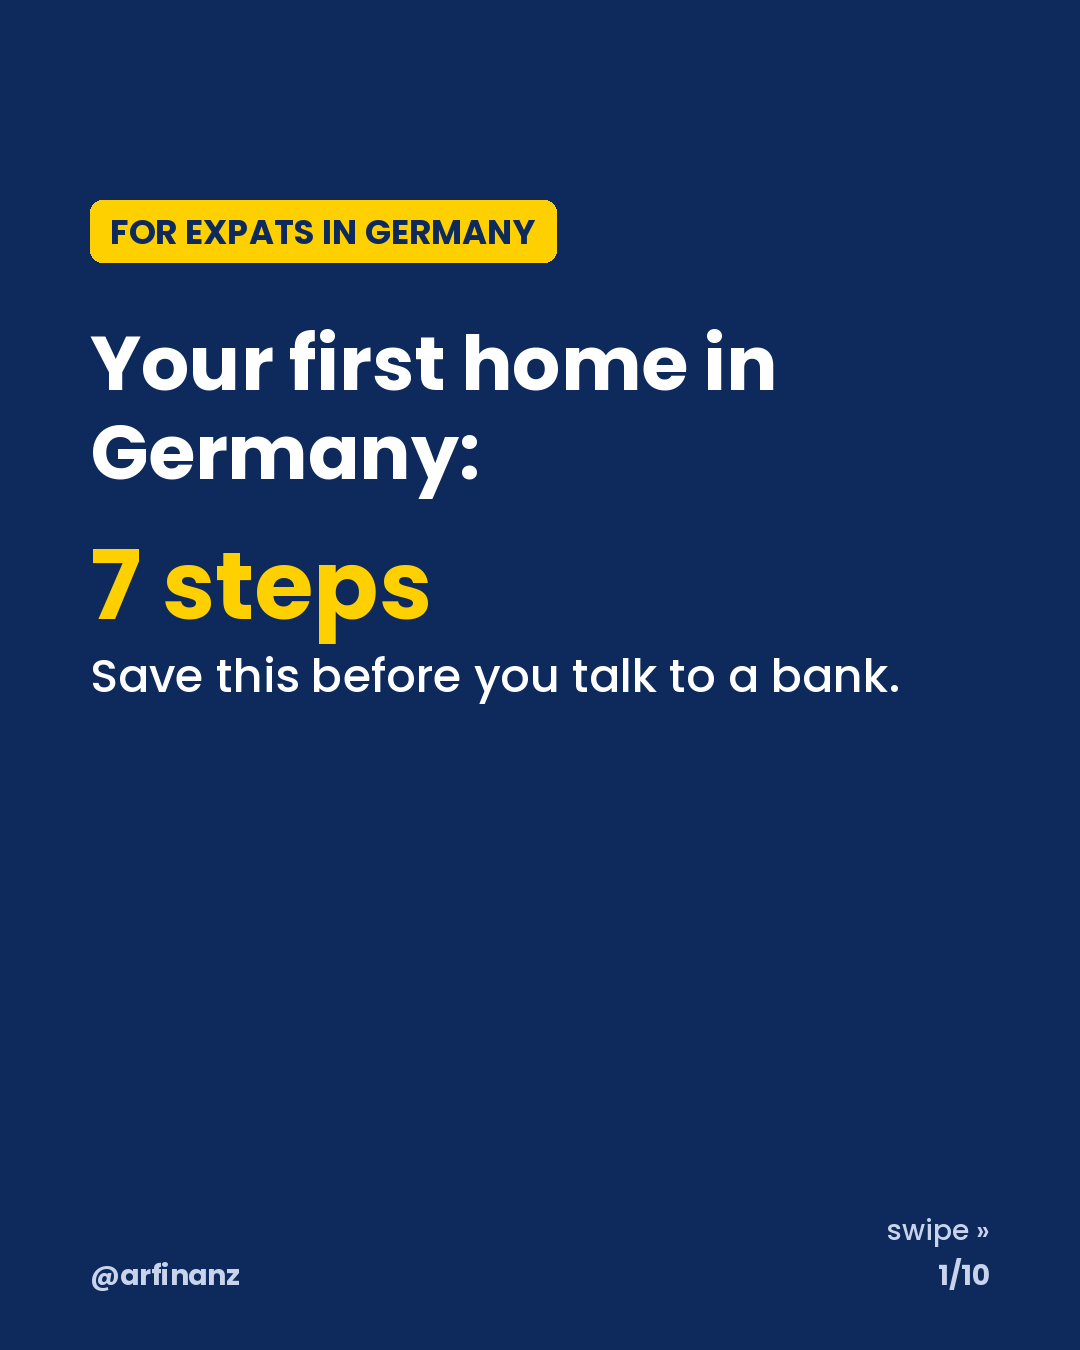 FOR EXPATS IN GERMANY
Your first home in
Germany:
7 steps
Save this before you talk to a bank.
swipe »
@arfinanz
1/10